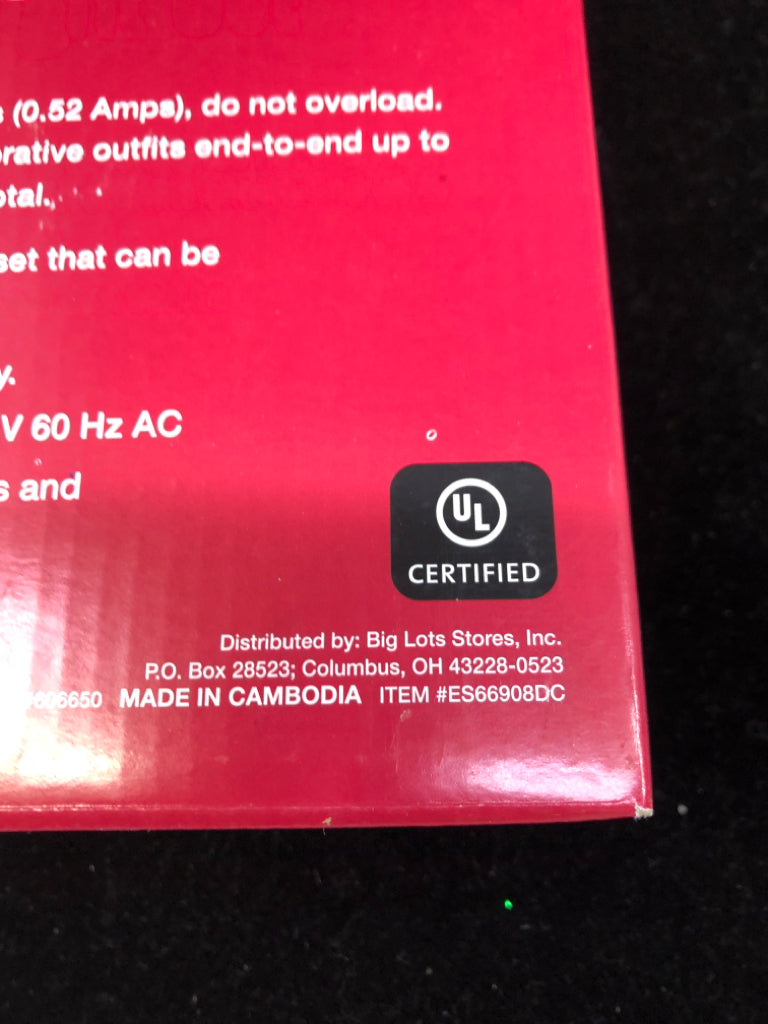 (0.52 Amps), do not overload.
outfits end-to-end up to
set that can be
V 60 Hz AC
and
UL
CERTIFIED
Distributed by: Big Lots Stores, Inc.
P.O. Box 28523; Columbus, OH 43228-0523
MADE IN CAMBODIA ITEM #ES66908DC